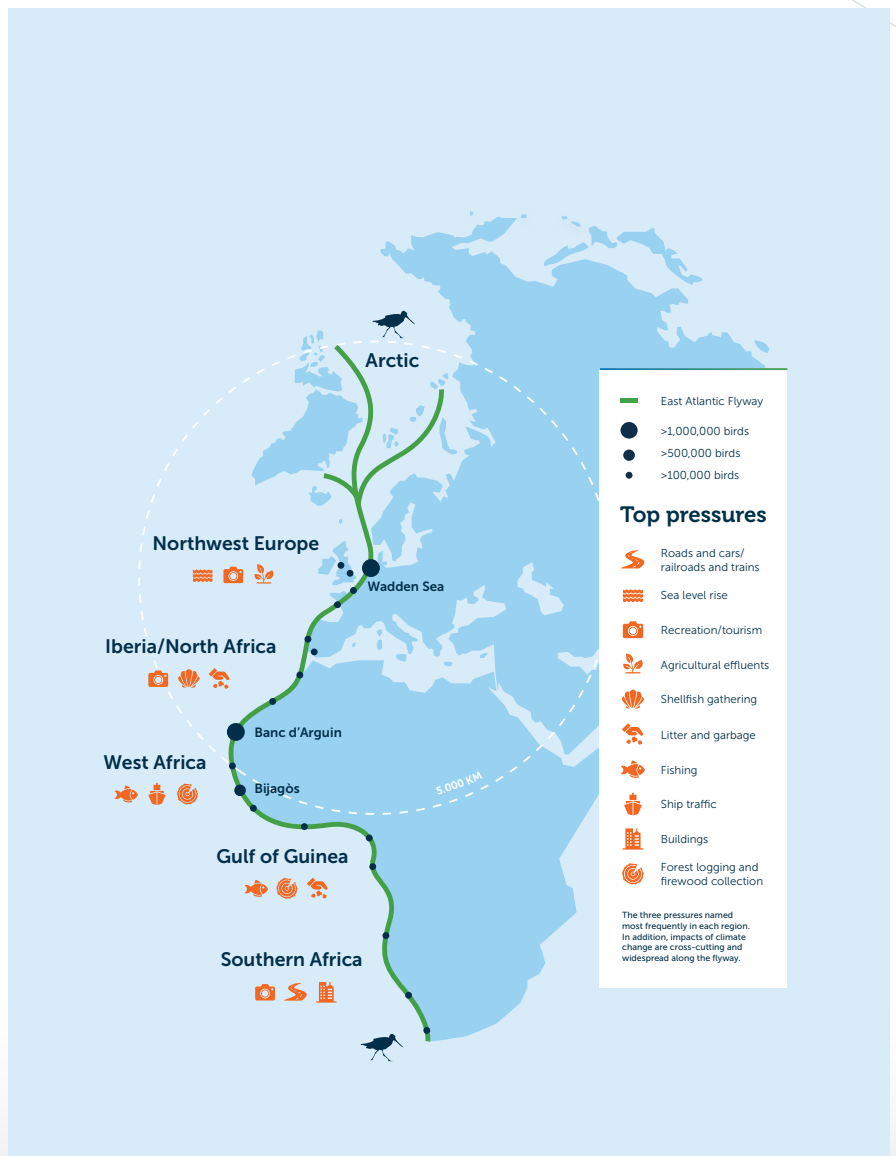 Arctic
Northwest Europe
Wadden Sea
Iberia/North Africa
Banc d’Arguin
West Africa
Bijagòs
5.000 KM
Gulf of Guinea
Southern Africa
East Atlantic Flyway
>1,000,000 birds
>500,000 birds
>100,000 birds
Top pressures
Roads and cars/
railroads and trains
Sea level rise
Recreation/tourism
Agricultural effluents
Shellfish gathering
Litter and garbage
Fishing
Ship traffic
Buildings
Forest logging and
firewood collection
The three pressures named
most frequently in each region.
In addition, impacts of climate
change are cross-cutting and
widespread along the flyway.